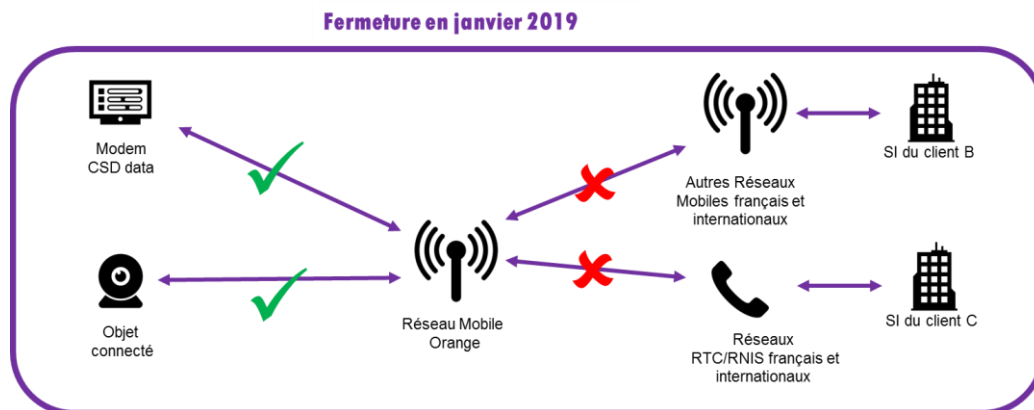 Fermeture en janvier 2019
Modem
CSD data
Objet
connecté
Réseau Mobile
Orange
Autres Réseaux
Mobiles français et
internationaux
SI du client B
Réseaux
RTC/RNIS français et
internationaux
SI du client C